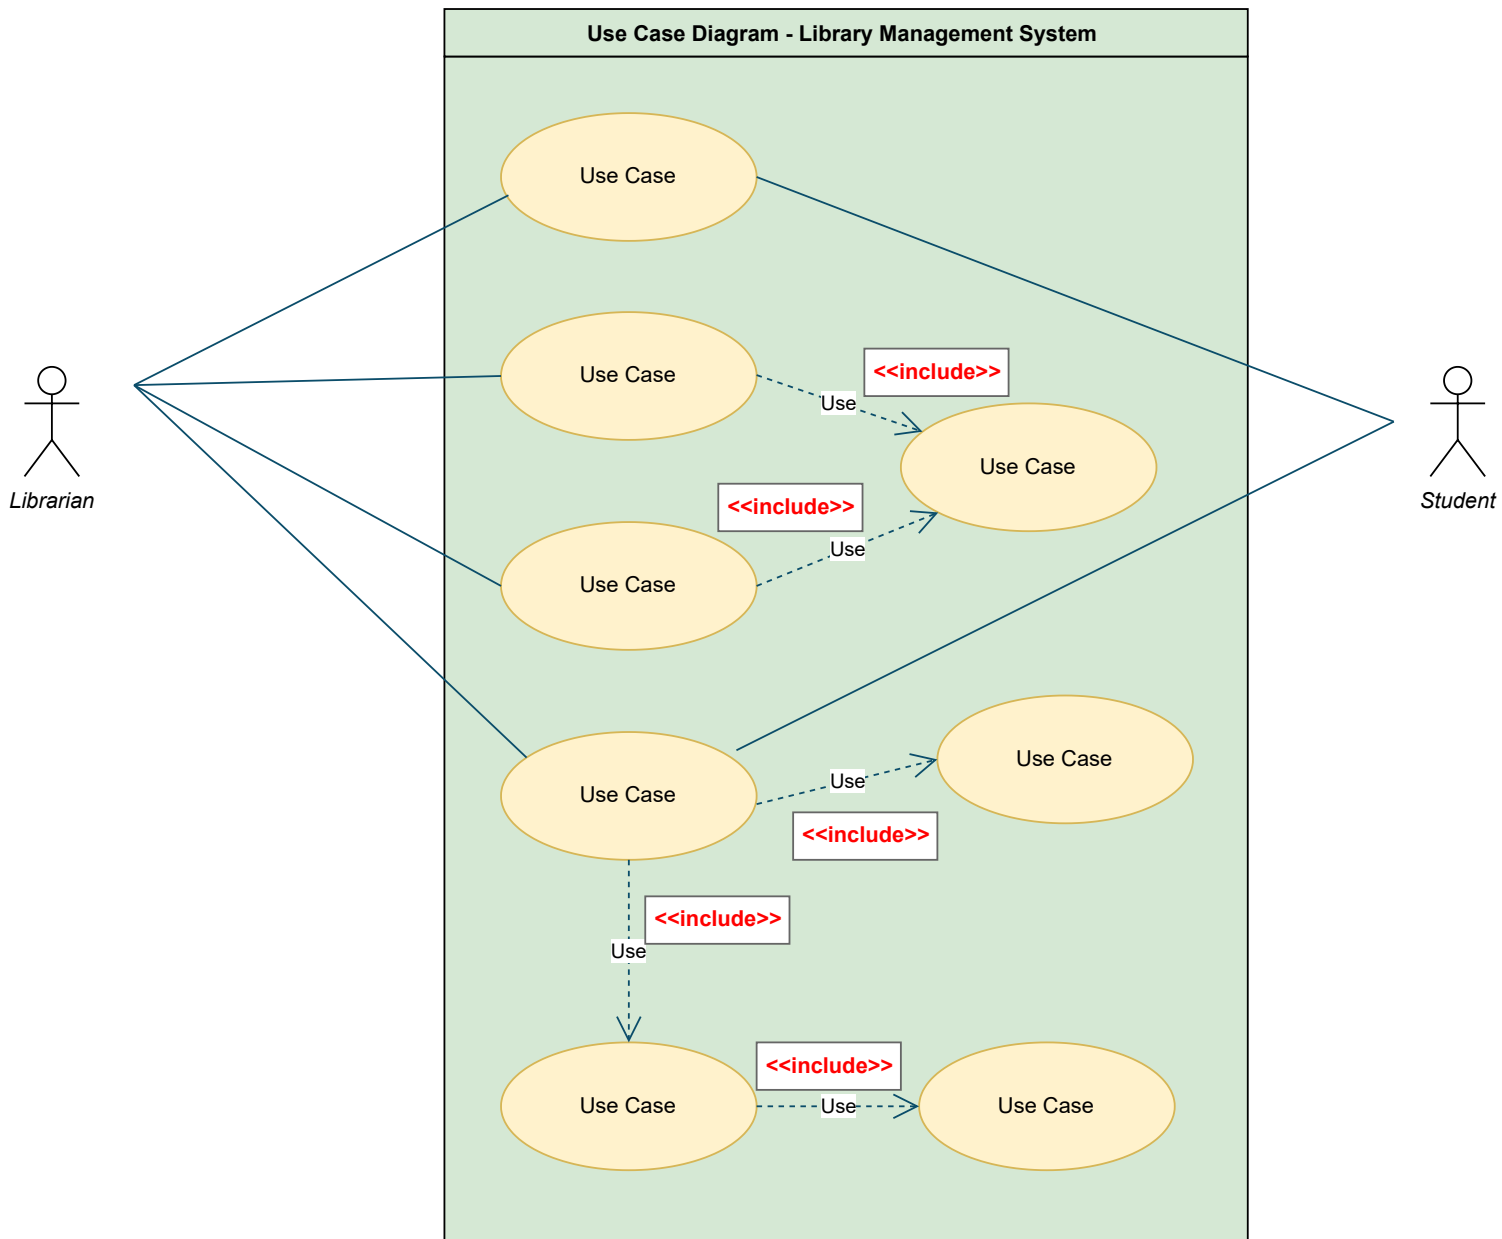 Use Case Diagram - Library Management System
Use Case
Use Case
<<include>>
Use
Use Case
Librarian
Student
<<include>>
Use
Use Case
Use Case
Use Case
Use
<<include>>
<<include>>
Use
Use Case
<<include>>
Use
Use Case